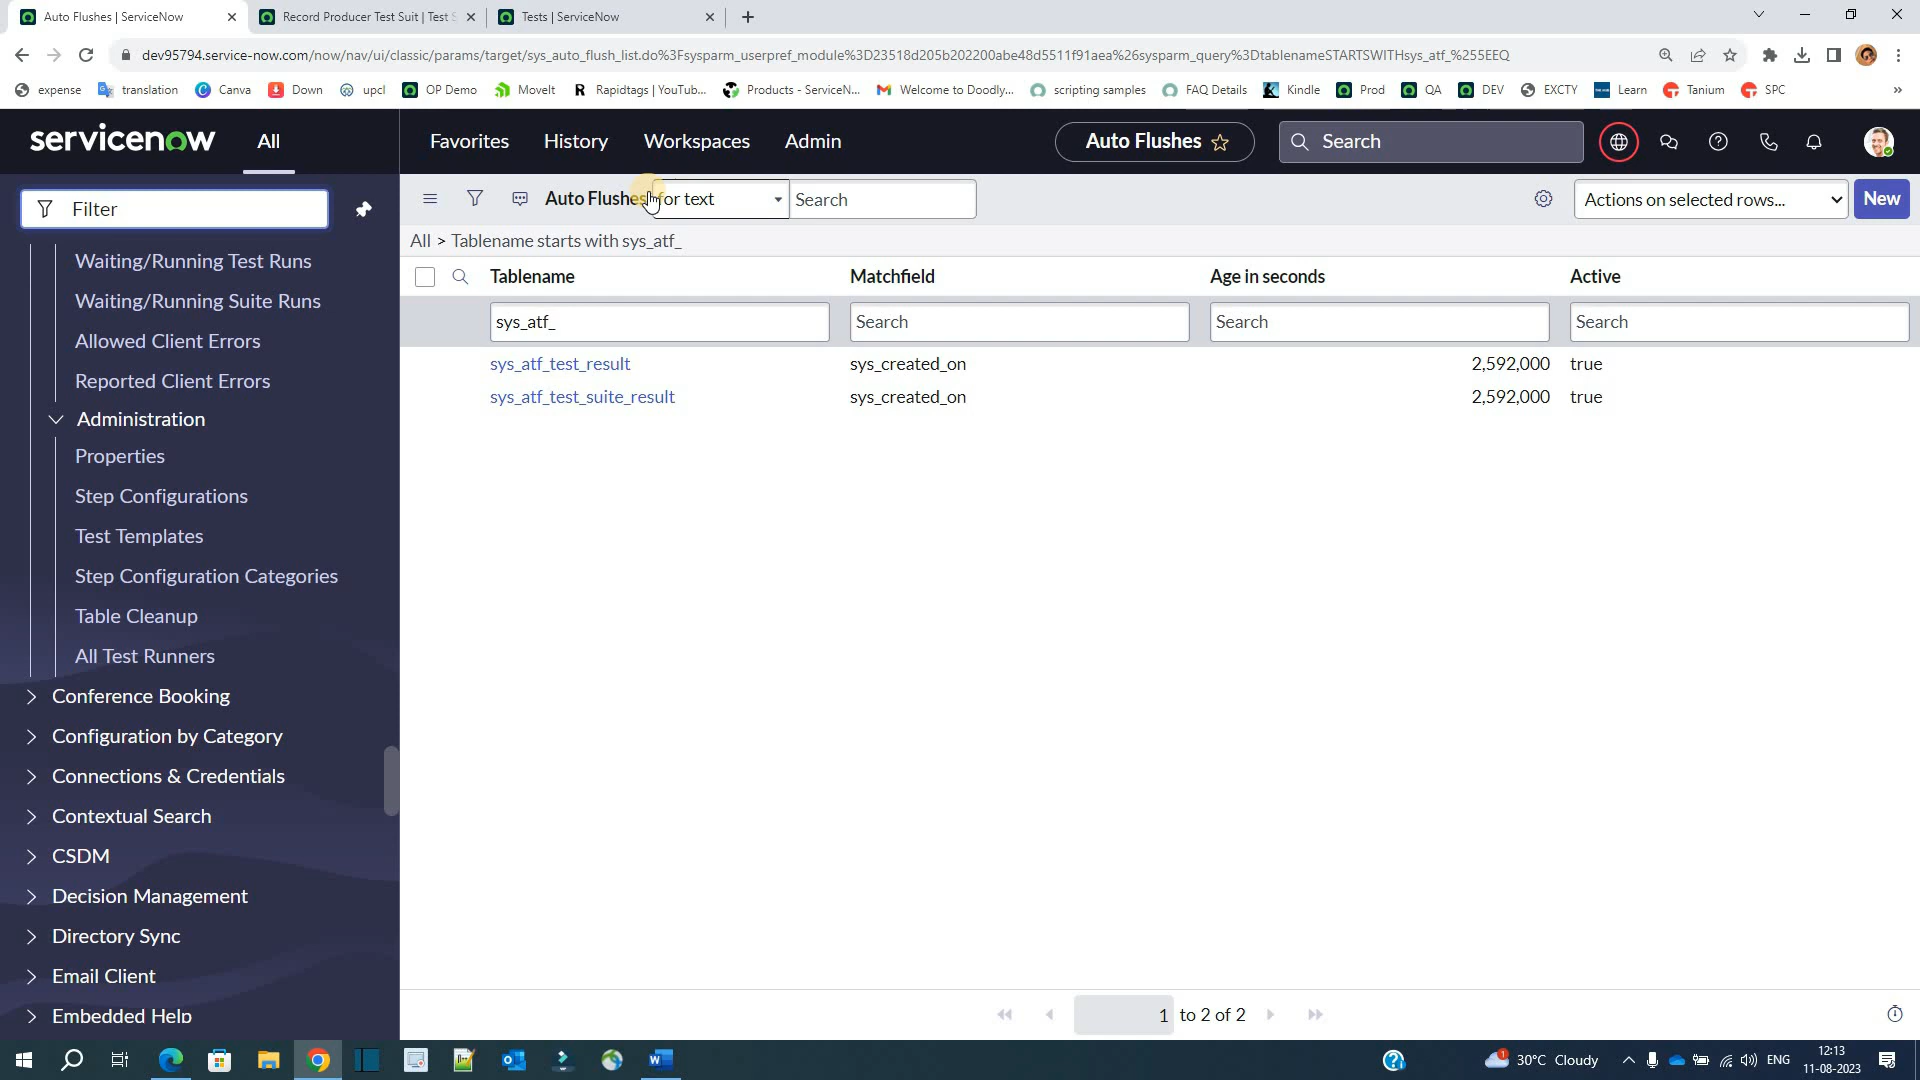 Auto Flushes | ServiceNow
Record Producer Test Suit | Test S
Tests | ServiceNow
dev95794.service-now.com/now/nav/ui/classic/params/target/sys_auto_flush_list.do%3Fsysparm_userpref_module%3D23518d205b202200abe48d5511f91aea%26sysparm_query%3DtablenameSTARTSWITHsys_atf_%255EEQ
expense
translation
Canva
Down
upcl
OP Demo
MoveIt
Rapidtags | YouTub...
Products - ServiceN...
Welcome to Doodly...
scripting samples
FAQ Details
Kindle
Prod
QA
DEV
EXCTY
Learn
Tanium
SPC
servicenow
All
Favorites
History
Workspaces
Admin
Auto Flushes
Search
Filter
Auto Flushes
for text
Search
Actions on selected rows...
New
All > Tablename starts with sys_atf_
Tablename Matchfield Age in seconds Active
sys_atf_ Search Search Search
sys_atf_test_result sys_created_on 2,592,000 true
sys_atf_test_suite_result sys_created_on 2,592,000 true
Waiting/Running Test Runs
Waiting/Running Suite Runs
Allowed Client Errors
Reported Client Errors
Administration
Properties
Step Configurations
Test Templates
Step Configuration Categories
Table Cleanup
All Test Runners
Conference Booking
Configuration by Category
Connections & Credentials
Contextual Search
CSDM
Decision Management
Directory Sync
Email Client
Embedded Help
1 to 2 of 2
1
30°C Cloudy
ENG
12:13
11-08-2023